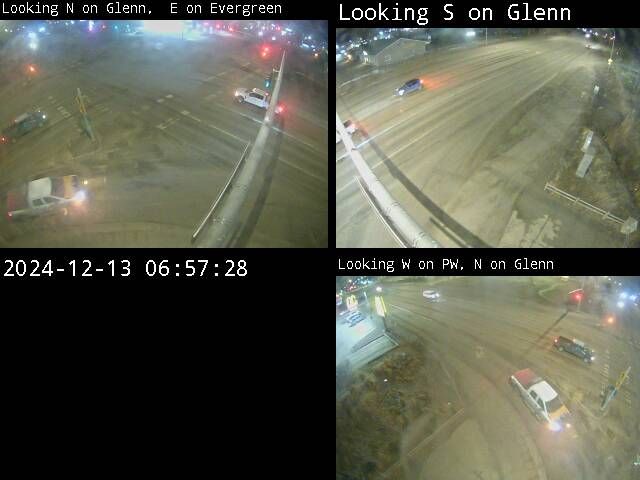 Looking N on Glenn,  E on Evergreen
Looking S on Glenn
2024-12-13 06:57:28
Looking W on PW, N on Glenn